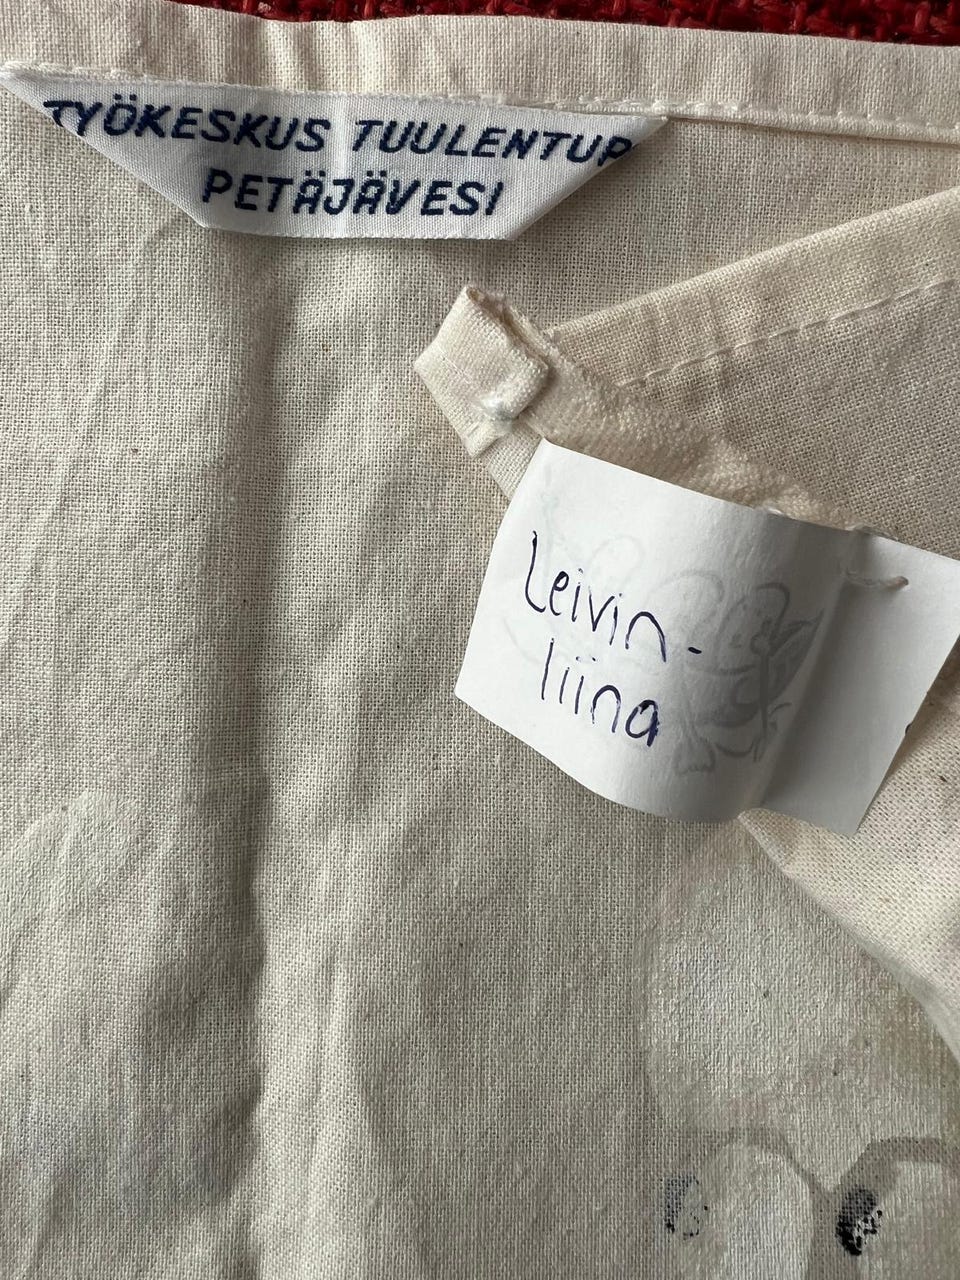 TYÖKESKUS TUULENTUP
PETÄJÄVESI
Leivin-
liina